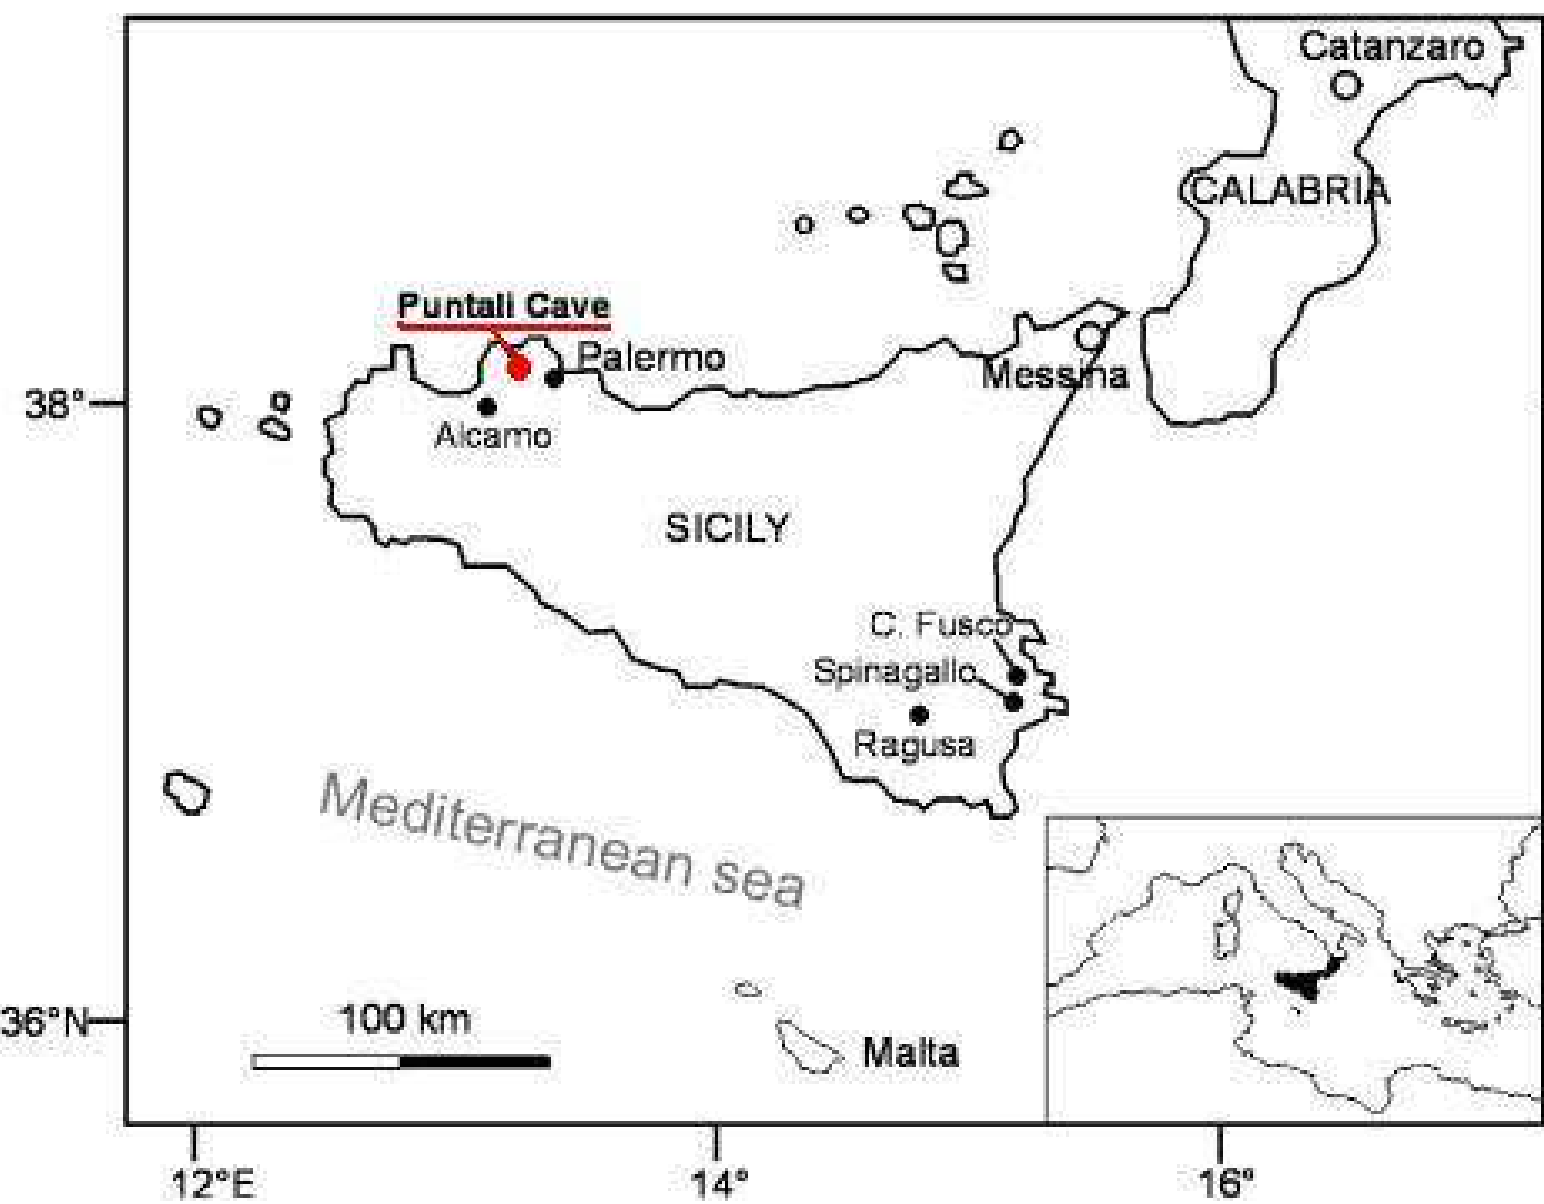 Catanzaro
CALABRIA
Puntali Cave
Palermo
Messina
38°
Alcamo
SICILY
C. Fusco
Spinagallo
Ragusa
Mediterranean sea
36°N
100 km
Malta
12°E
14°
16°